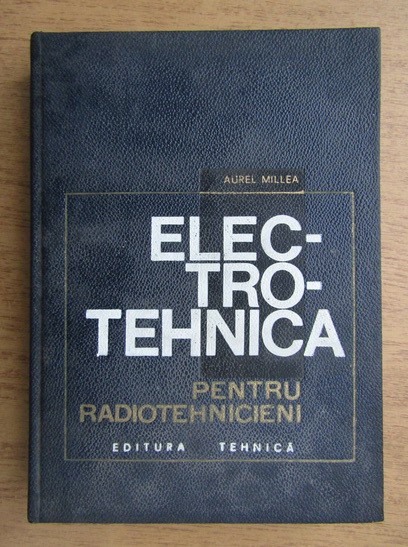 AUREL MILLEA
ELEC-
TRO-
TEHNICA
PENTRU
RADIOTEHNICIENI
EDITURA TEHNICĂ